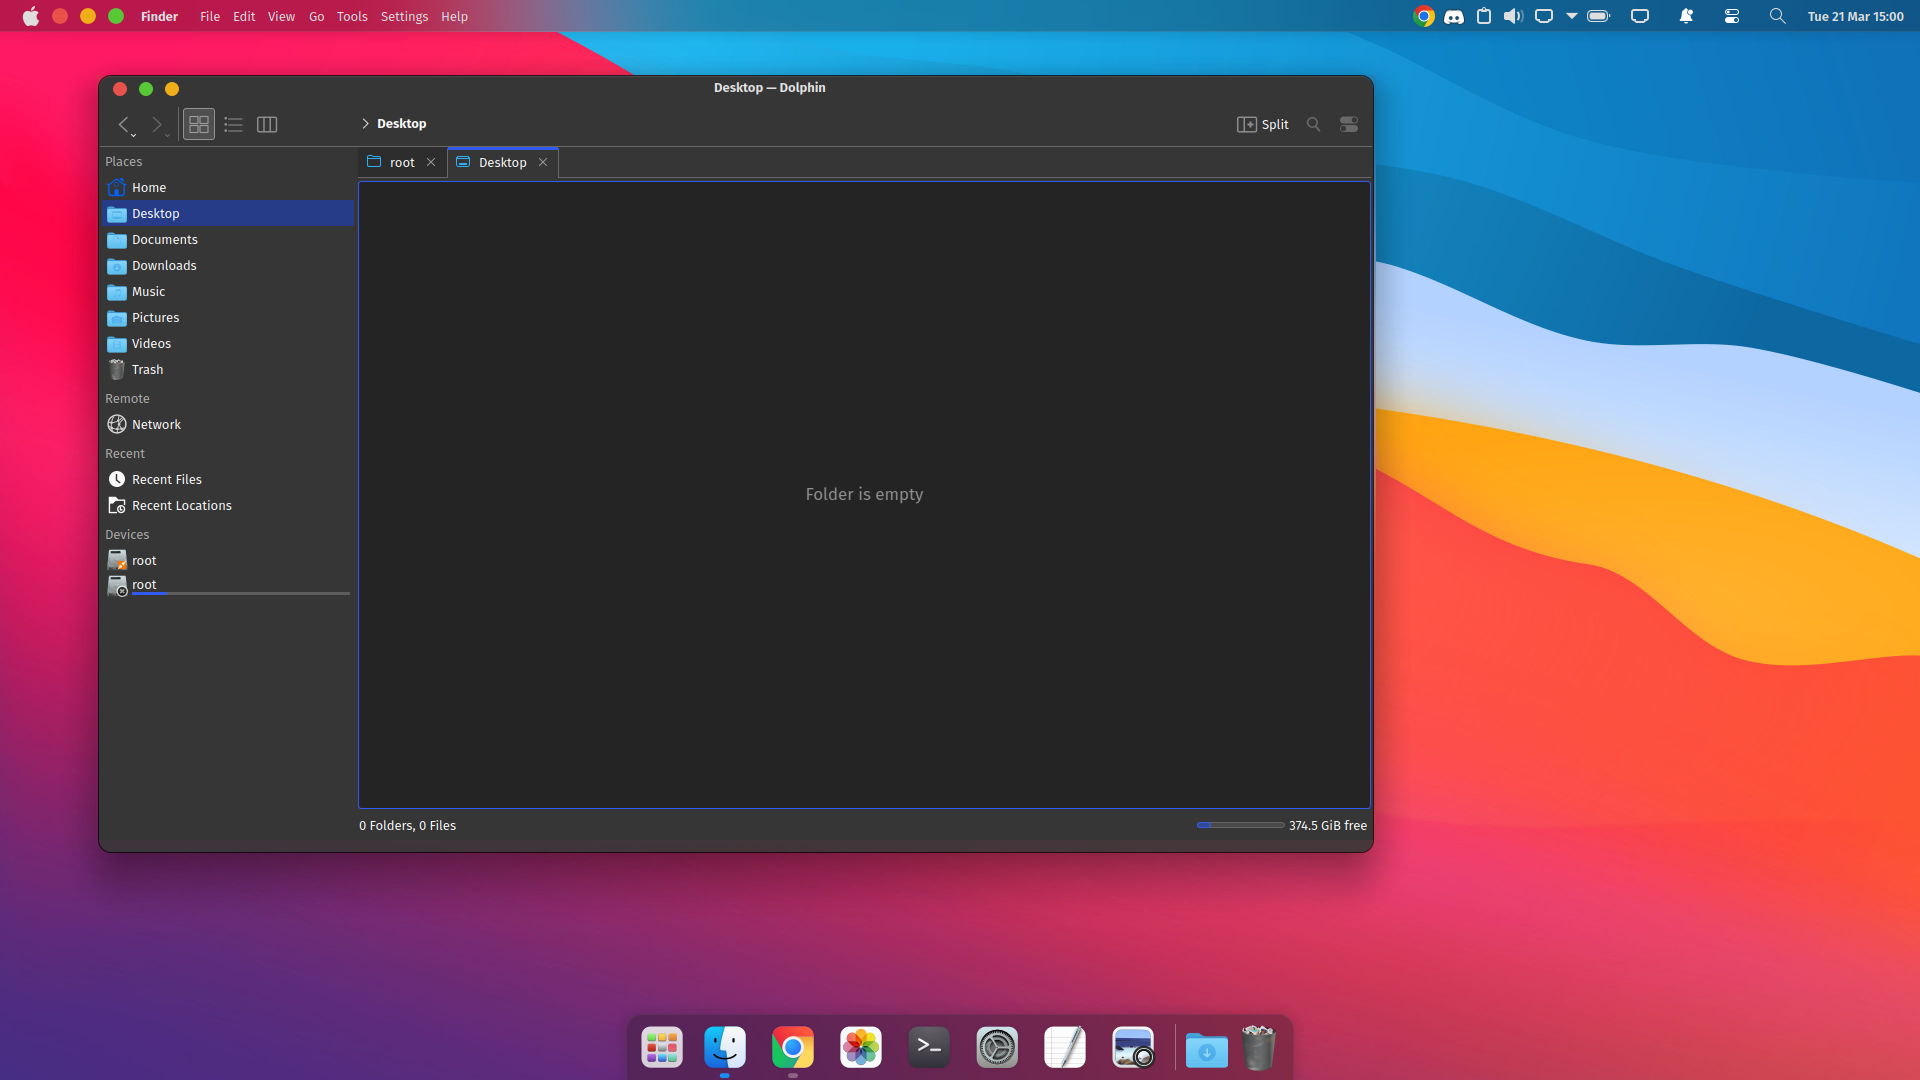 Finder File Edit View Go Tools Settings Help
Tue 21 Mar 15:00
Desktop — Dolphin
Desktop
Split
Places
Home
Desktop
Documents
Downloads
Music
Pictures
Videos
Trash
Remote
Network
Recent
Recent Files
Recent Locations
Devices
root
root
root
Desktop
Folder is empty
0 Folders, 0 Files
374.5 GiB free